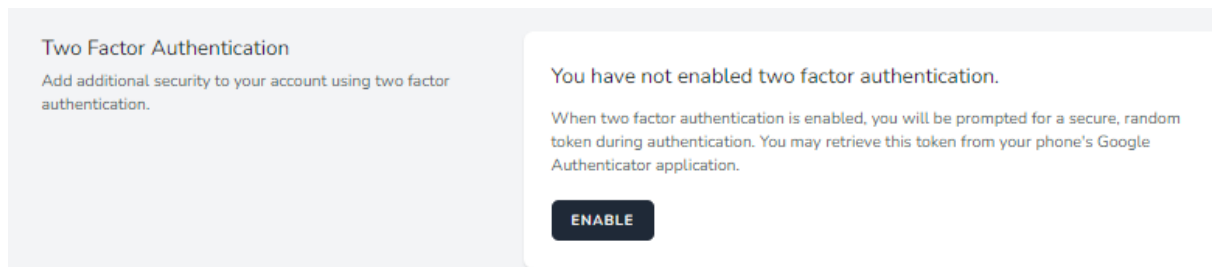 Two Factor Authentication
Add additional security to your account using two factor
authentication.
You have not enabled two factor authentication.
When two factor authentication is enabled, you will be prompted for a secure, random
token during authentication. You may retrieve this token from your phone's Google
Authenticator application.
ENABLE